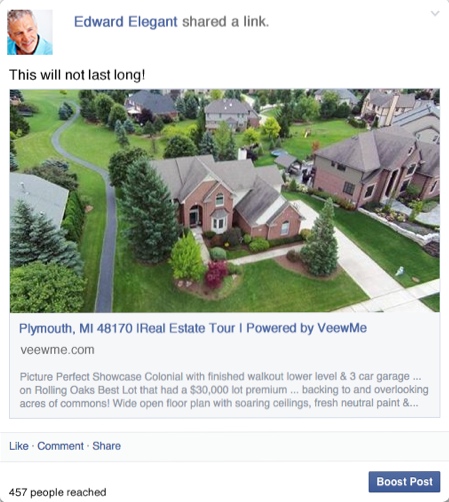 Edward Elegant shared a link.
This will not last long!
Plymouth, MI 48170 |Real Estate Tour | Powered by VeewMe
veewme.com
Picture Perfect Showcase Colonial with finished walkout lower level & 3 car garage ...
on Rolling Oaks Best Lot that had a $30,000 lot premium ... backing to and overlooking
acres of commons! Wide open floor plan with soaring ceilings, fresh neutral paint &...
Like · Comment · Share
457 people reached
Boost Post